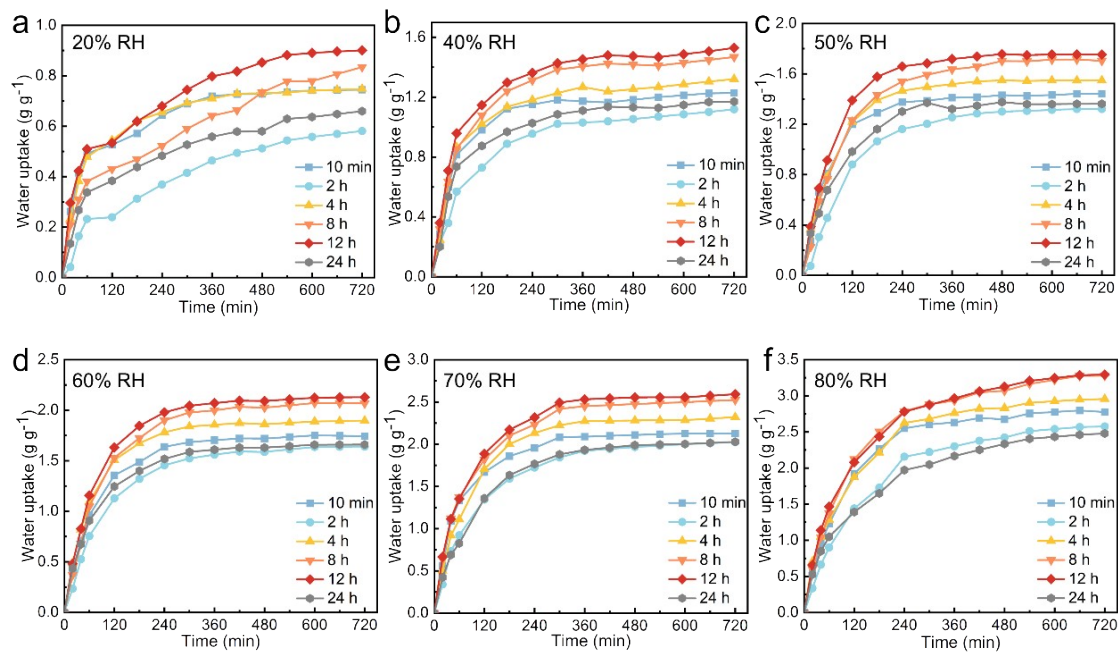 a
20% RH
Water uptake (g g⁻¹)
1.0
0.8
0.6
0.4
0.2
0.0
0 120 240 360 480 600 720
Time (min)
10 min
2 h
4 h
8 h
12 h
24 h
b
40% RH
Water uptake (g g⁻¹)
1.6
1.2
0.8
0.4
0.0
0 120 240 360 480 600 720
Time (min)
10 min
2 h
4 h
8 h
12 h
24 h
c
50% RH
Water uptake (g g⁻¹)
2.0
1.6
1.2
0.8
0.4
0.0
0 120 240 360 480 600 720
Time (min)
10 min
2 h
4 h
8 h
12 h
24 h
d
60% RH
Water uptake (g g⁻¹)
2.5
2.0
1.5
1.0
0.5
0.0
0 120 240 360 480 600 720
Time (min)
10 min
2 h
4 h
8 h
12 h
24 h
e
70% RH
Water uptake (g g⁻¹)
3.0
2.5
2.0
1.5
1.0
0.5
0.0
0 120 240 360 480 600 720
Time (min)
10 min
2 h
4 h
8 h
12 h
24 h
f
80% RH
Water uptake (g g⁻¹)
3.5
3.0
2.5
2.0
1.5
1.0
0.5
0.0
0 120 240 360 480 600 720
Time (min)
10 min
2 h
4 h
8 h
12 h
24 h